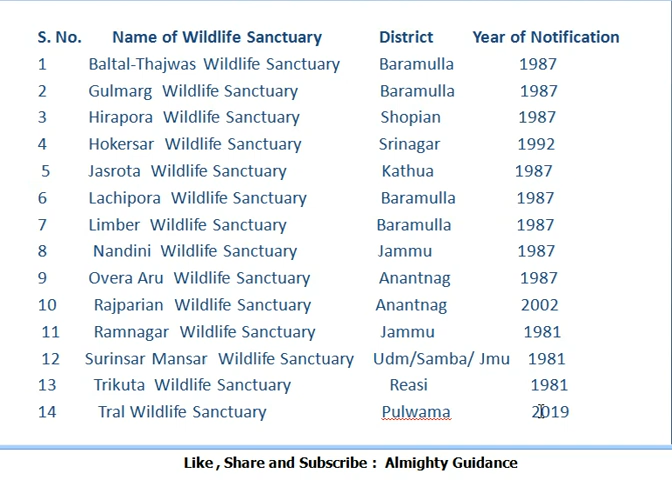 S. No. Name of Wildlife Sanctuary District Year of Notification
1 Baltal-Thajwas Wildlife Sanctuary Baramulla 1987
2 Gulmarg Wildlife Sanctuary Baramulla 1987
3 Hirapora Wildlife Sanctuary Shopian 1987
4 Hokersar Wildlife Sanctuary Srinagar 1992
5 Jasrota Wildlife Sanctuary Kathua 1987
6 Lachipora Wildlife Sanctuary Baramulla 1987
7 Limber Wildlife Sanctuary Baramulla 1987
8 Nandini Wildlife Sanctuary Jammu 1987
9 Overa Aru Wildlife Sanctuary Anantnag 1987
10 Rajparian Wildlife Sanctuary Anantnag 2002
11 Ramnagar Wildlife Sanctuary Jammu 1981
12 Surinsar Mansar Wildlife Sanctuary Udm/Samba/ Jmu 1981
13 Trikuta Wildlife Sanctuary Reasi 1981
14 Tral Wildlife Sanctuary Pulwama 2019
Like , Share and Subscribe : Almighty Guidance